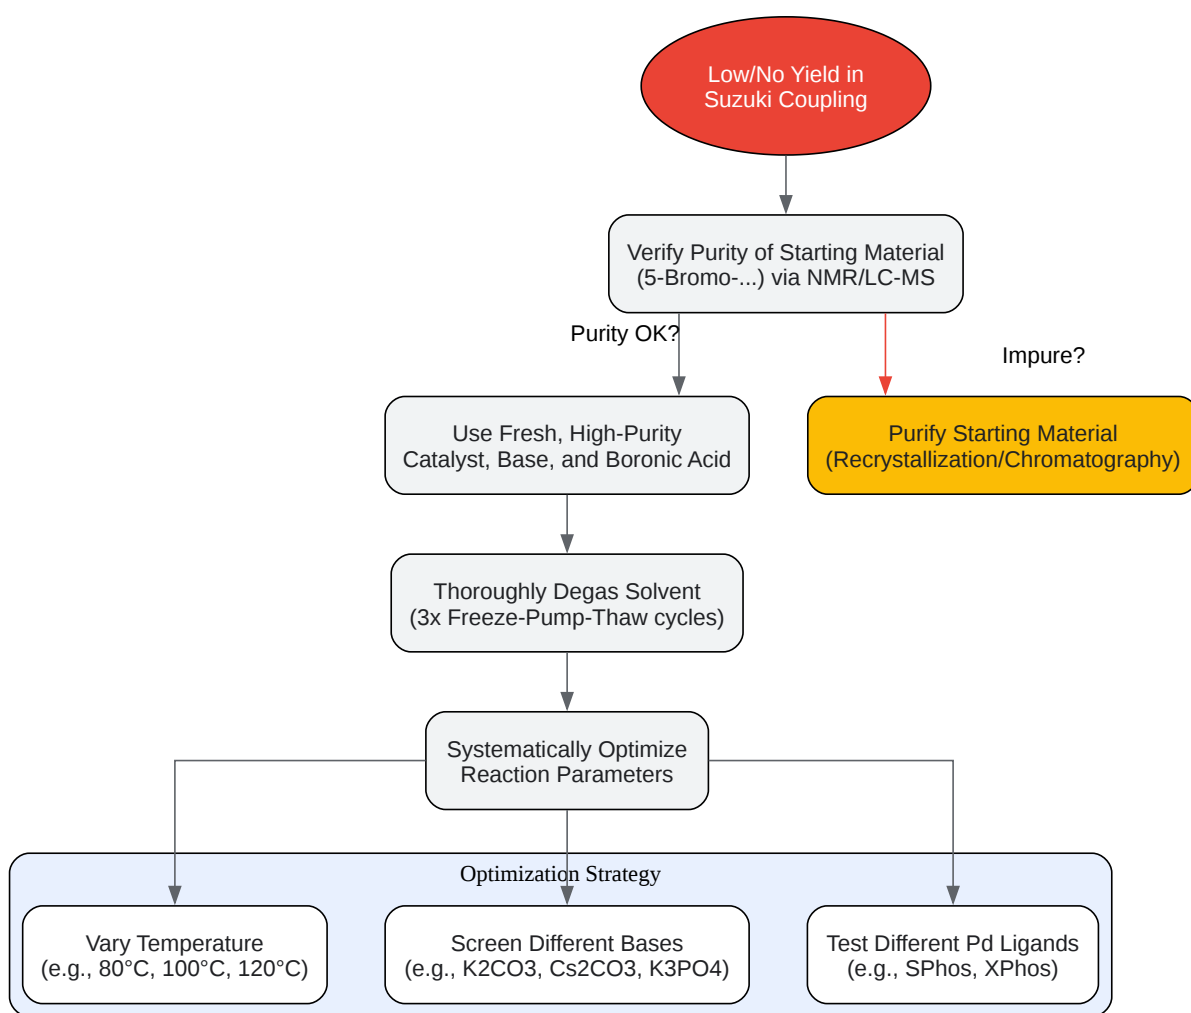 Low/No Yield in
Suzuki Coupling
Verify Purity of Starting Material
(5-Bromo-...) via NMR/LC-MS
Purity OK?
Impure?
Use Fresh, High-Purity
Catalyst, Base, and Boronic Acid
Purify Starting Material
(Recrystallization/Chromatography)
Thoroughly Degas Solvent
(3x Freeze-Pump-Thaw cycles)
Systematically Optimize
Reaction Parameters
Optimization Strategy
Vary Temperature
(e.g., 80°C, 100°C, 120°C)
Screen Different Bases
(e.g., K2CO3, Cs2CO3, K3PO4)
Test Different Pd Ligands
(e.g., SPhos, XPhos)